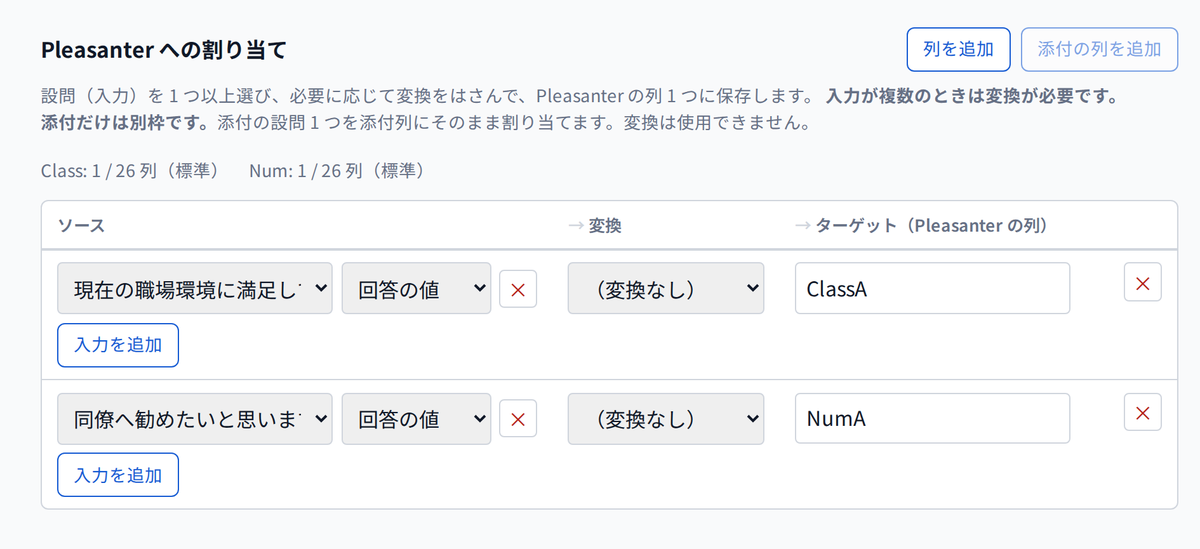 Pleasanter への割り当て
列を追加
添付の列を追加
設問（入力）を 1 つ以上選び、必要に応じて変換をはさんで、Pleasanter の列 1 つに保存します。 入力が複数のときは変換が必要です。
添付だけは別枠です。添付の設問 1 つを添付列にそのまま割り当てます。変換は使用できません。
Class: 1 / 26 列（標準） Num: 1 / 26 列（標準）
ソース → 変換 → ターゲット（Pleasanter の列）
現在の職場環境に満足し 回答の値 × （変換なし） ClassA ×
入力を追加
同僚へ勧めたいと思いま 回答の値 × （変換なし） NumA ×
入力を追加